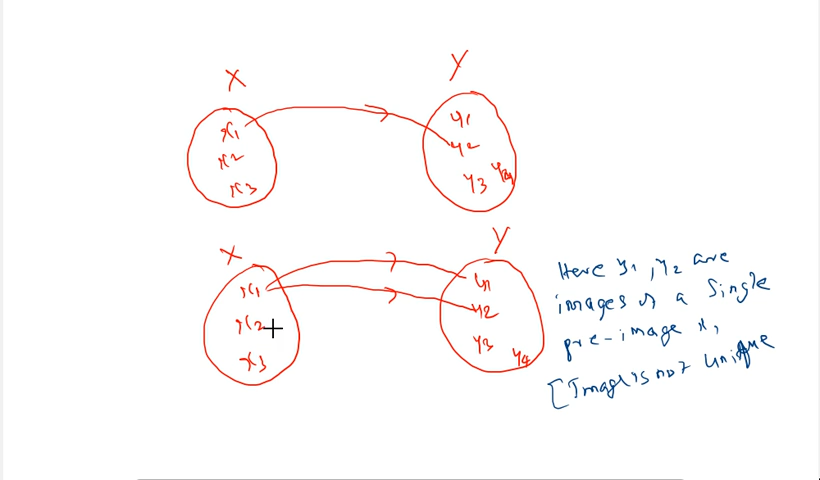 X Y
x1 y1
x2 y2
x3 y3 y4
X Y
x1 y1
x2 y2
x3 y3 y4
Here y1, y2 are
images of a single
pre-image x1
[Image is not unique